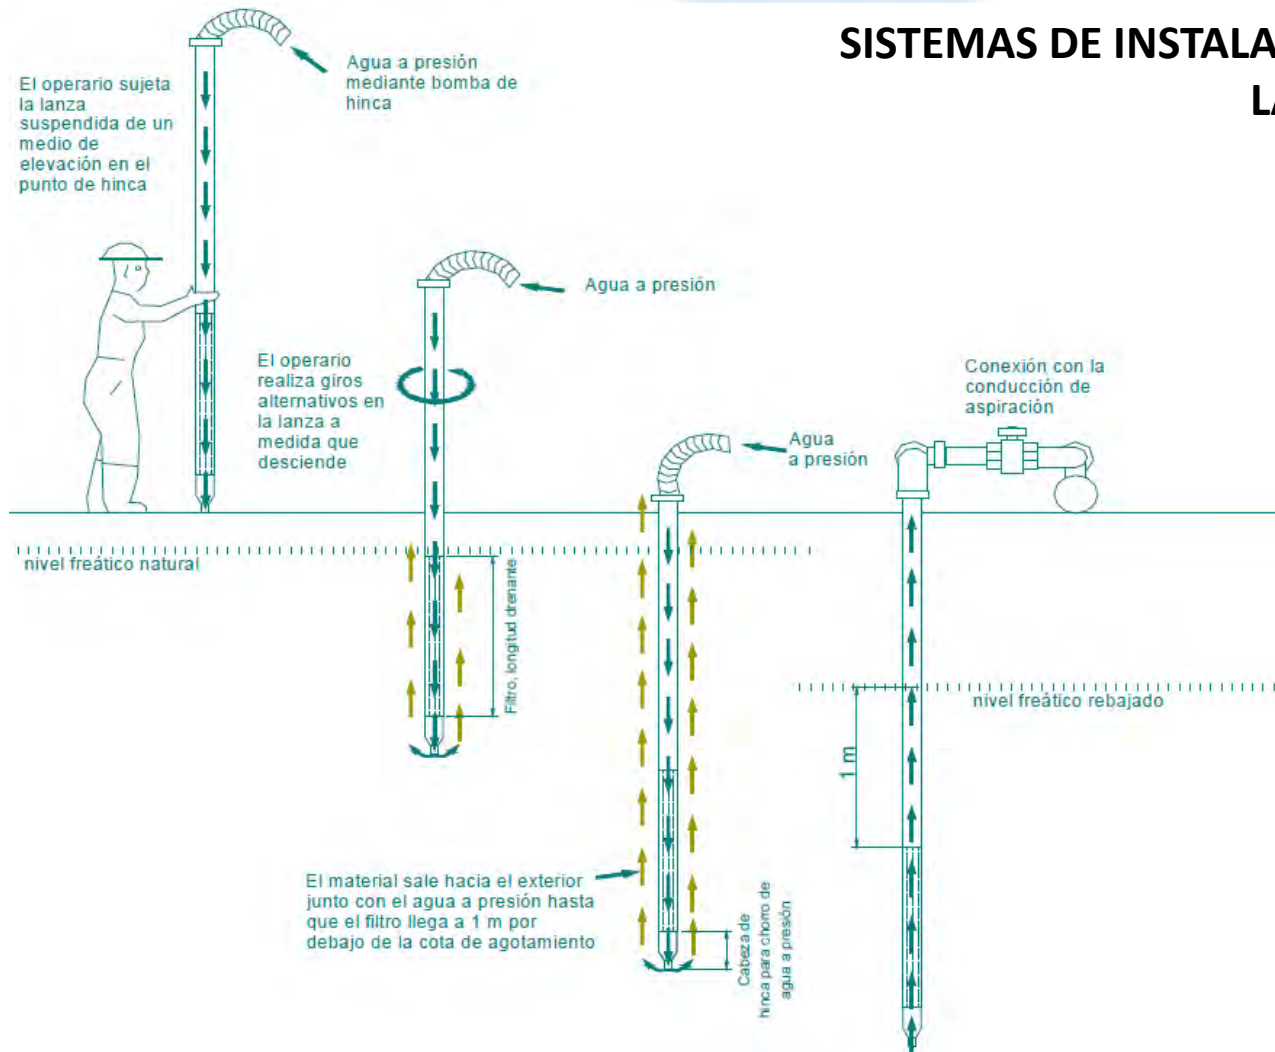 SISTEMAS DE INSTALA
LA
El operario sujeta
la lanza
suspendida de un
medio de
elevación en el
punto de hinca
Agua a presión
mediante bomba de
hinca
Agua a presión
El operario
realiza giros
alternativos en
la lanza a
medida que
desciende
Agua
a presión
Conexión con la
conducción de
aspiración
nivel freático natural
Filtro, longitud drenante
nivel freático rebajado
1 m
El material sale hacia el exterior
junto con el agua a presión hasta
que el filtro llega a 1 m por
debajo de la cota de agotamiento
Cabeza de
hinca para chorro de
agua a presión